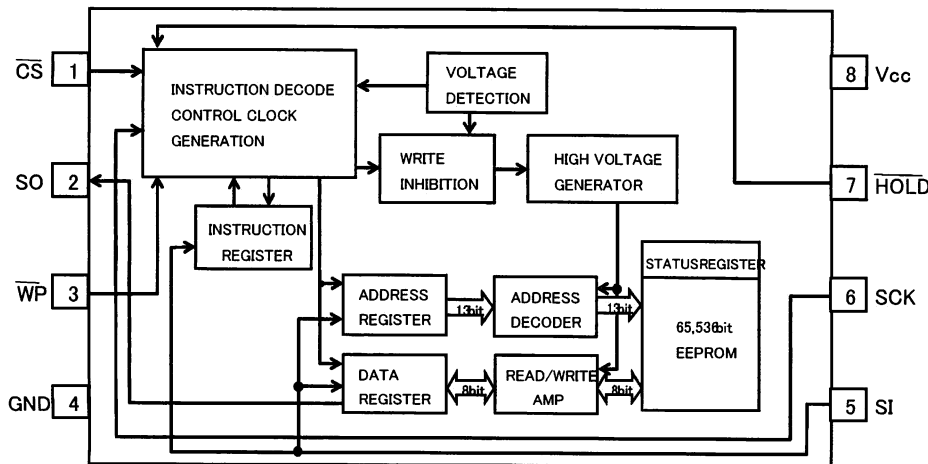 CS
1
SO
2
WP
3
GND
4
INSTRUCTION DECODE
CONTROL CLOCK
GENERATION
VOLTAGE
DETECTION
WRITE
INHIBITION
HIGH VOLTAGE
GENERATOR
INSTRUCTION
REGISTER
ADDRESS
REGISTER
13bit
ADDRESS
DECODER
13bit
DATA
REGISTER
8bit
READ/WRITE
AMP
8bit
STATUSREGISTER
65,536bit
EEPROM
8
Vcc
7
HOLD
6
SCK
5
SI